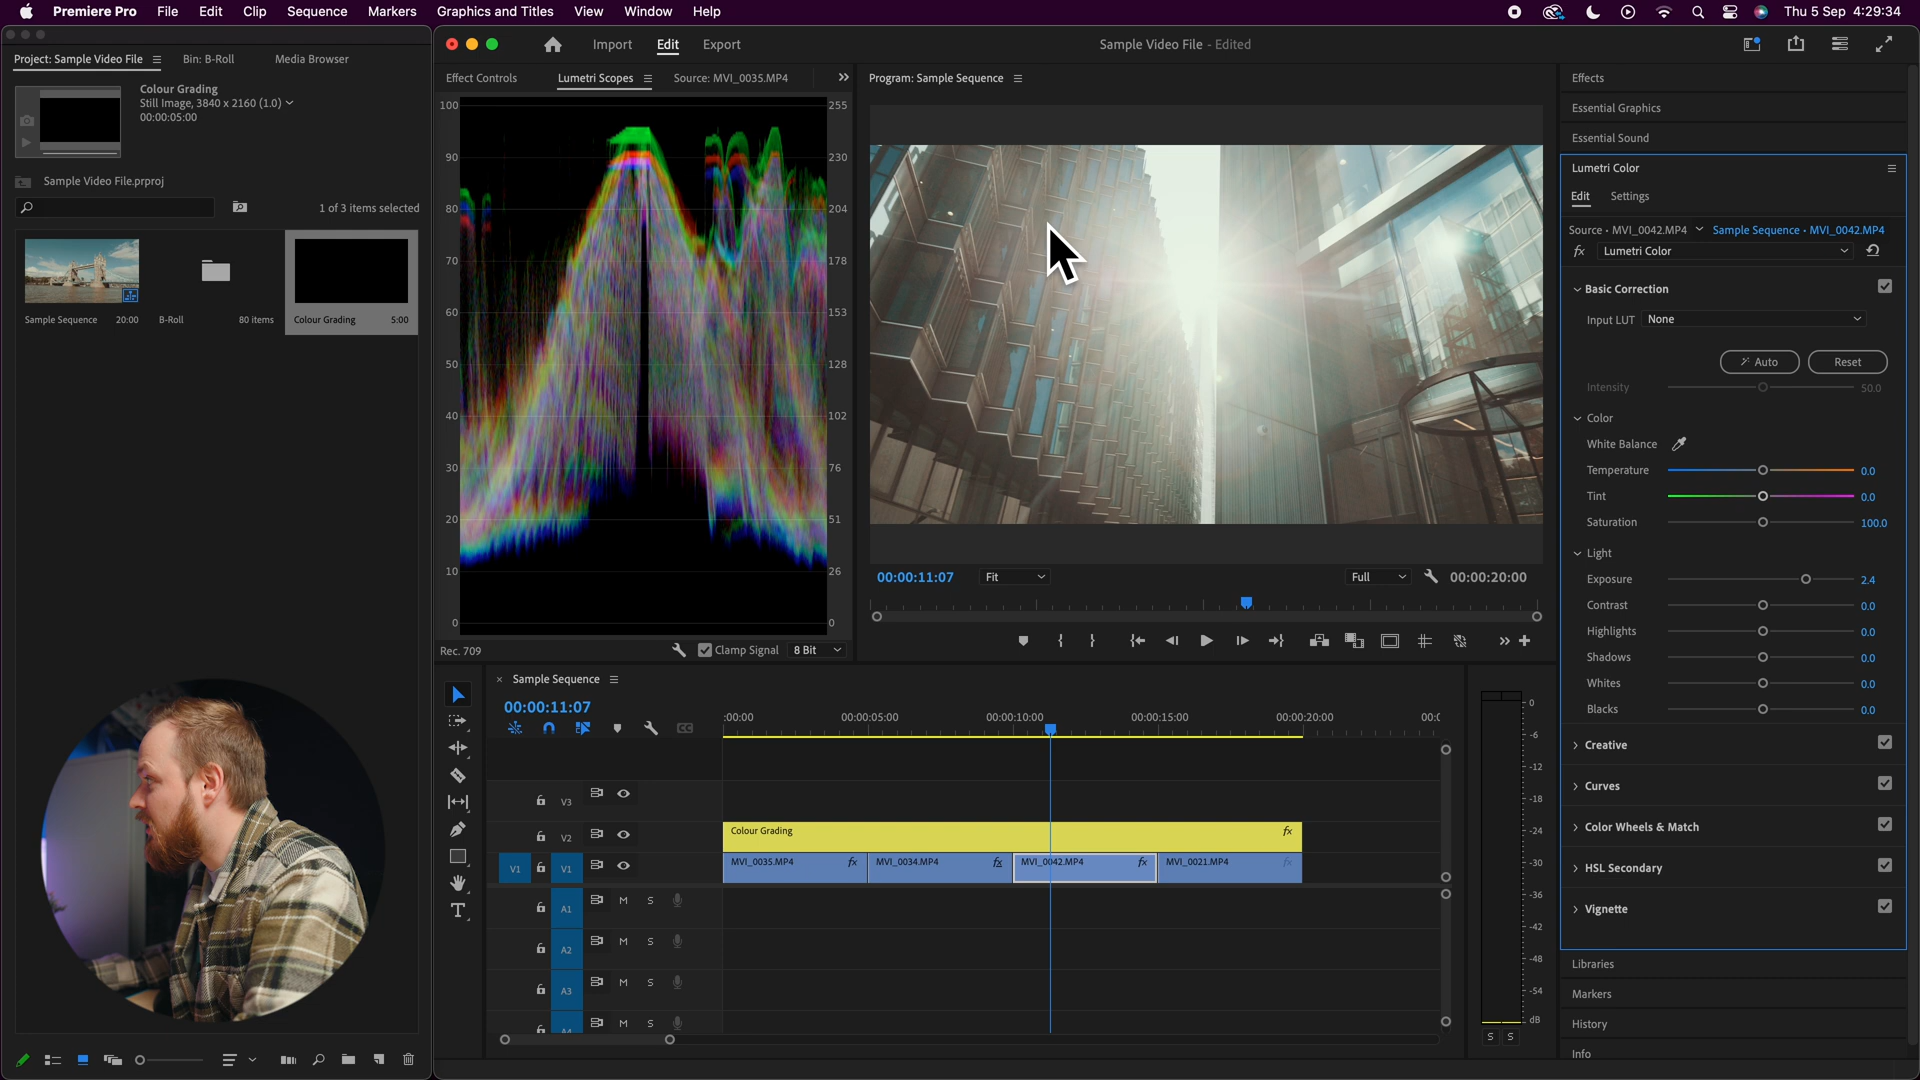 Premiere Pro File Edit Clip Sequence Markers Graphics and Titles View Window Help Thu 5 Sep 4:29:34
Import Edit Export
Sample Video File - Edited
Project: Sample Video File Bin: B-Roll Media Browser
Colour Grading
Still Image, 3840 x 2160 (1.0)
00:00:05:00
Sample Video File.prproj
1 of 3 items selected
Sample Sequence 20:00
B-Roll 80 items
Colour Grading 5:00
Effect Controls Lumetri Scopes Source: MVI_0035.MP4
100 255
90 230
80 204
70 178
60 153
50 128
40 102
30 76
20 51
10 26
0 0
Rec. 709 Clamp Signal 8 Bit
Program: Sample Sequence
00:00:11:07 Fit Full 00:00:20:00
Sample Sequence
00:00:11:07
:00:00 00:00:05:00 00:00:10:00 00:00:15:00 00:00:20:00 00:0
CC
V3
V2
Colour Grading fx
V1 V1
MVI_0035.MP4 fx MVI_0034.MP4 fx MVI_0042.MP4 fx MVI_0021.MP4 fx
A1 M S
A2 M S
A3 M S
A4 M S
0
-6
-12
-18
-24
-30
-36
-42
-48
-54
dB
S S
Effects
Essential Graphics
Essential Sound
Lumetri Color
Edit Settings
Source • MVI_0042.MP4 Sample Sequence • MVI_0042.MP4
fx Lumetri Color
Basic Correction
Input LUT None
Auto Reset
Intensity 50.0
Color
White Balance
Temperature 0.0
Tint 0.0
Saturation 100.0
Light
Exposure 2.4
Contrast 0.0
Highlights 0.0
Shadows 0.0
Whites 0.0
Blacks 0.0
Creative
Curves
Color Wheels & Match
HSL Secondary
Vignette
Libraries
Markers
History
Info